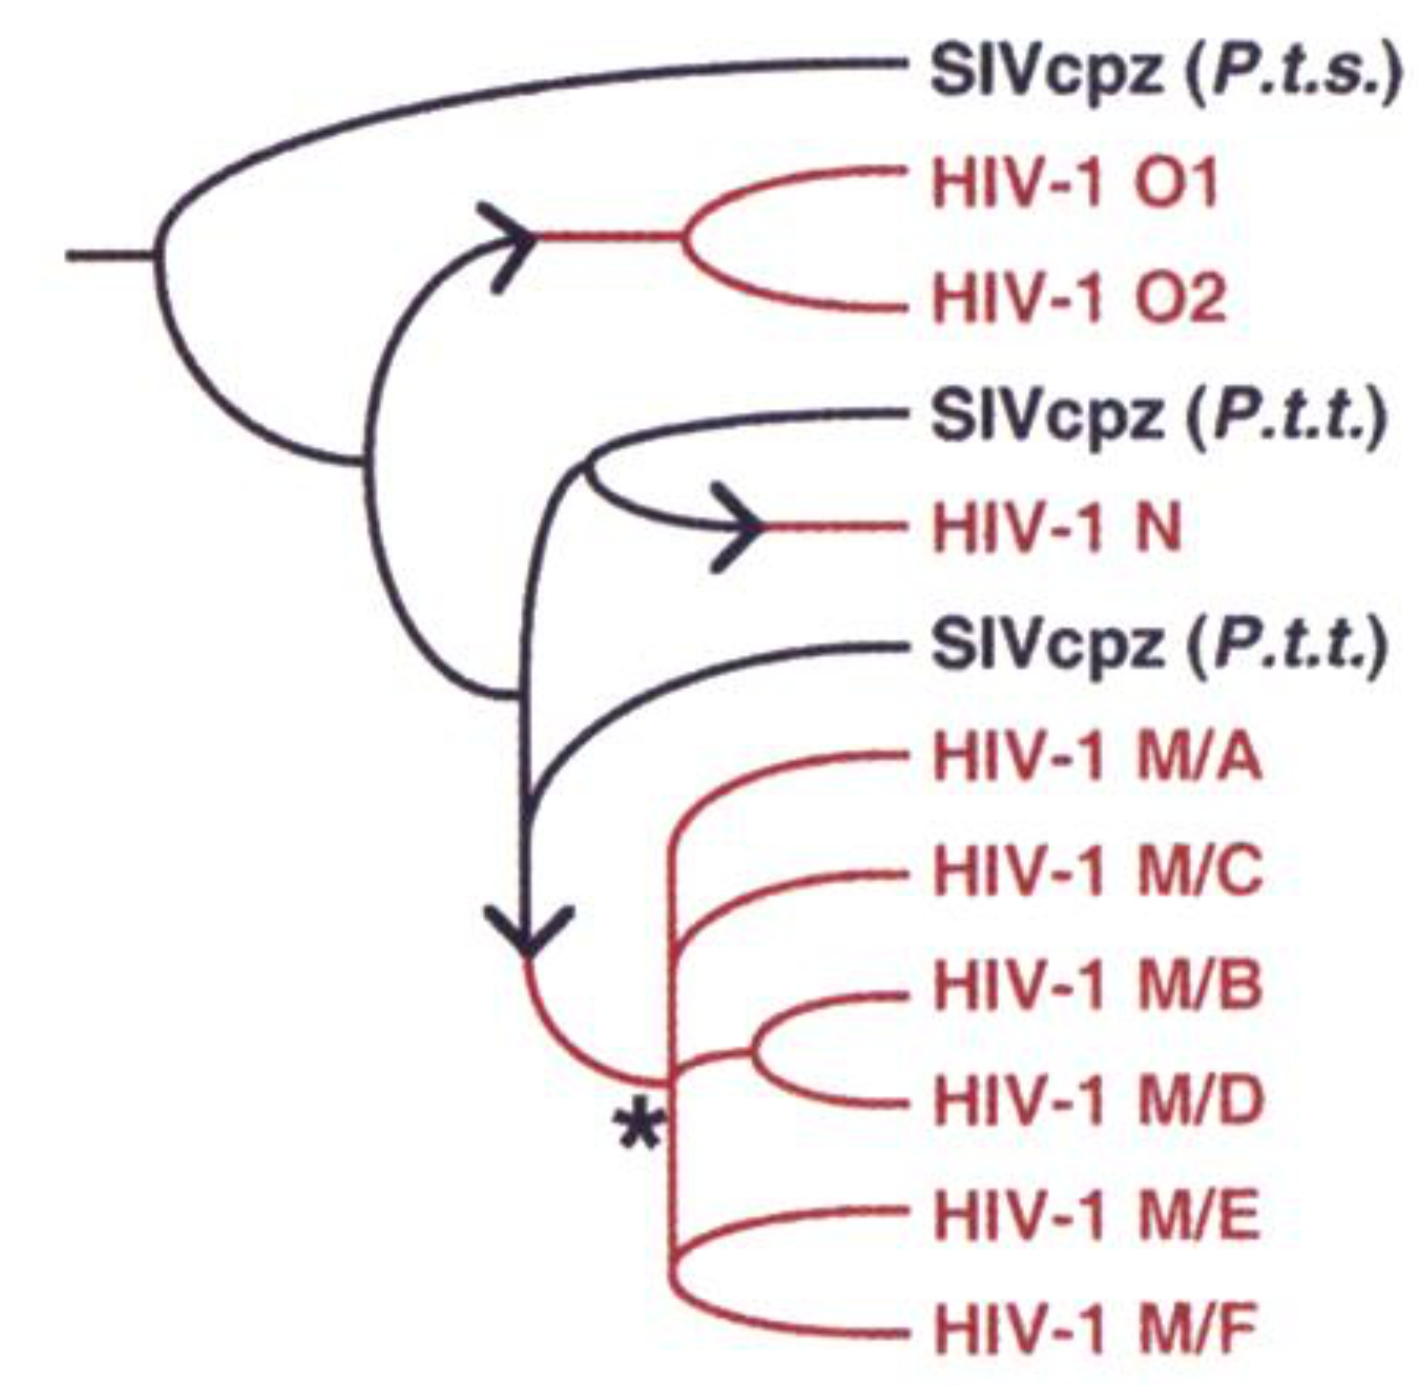 SIVcpz (P.t.s.)
HIV-1 O1
HIV-1 O2
SIVcpz (P.t.t.)
HIV-1 N
SIVcpz (P.t.t.)
HIV-1 M/A
HIV-1 M/C
HIV-1 M/B
HIV-1 M/D
*
HIV-1 M/E
HIV-1 M/F